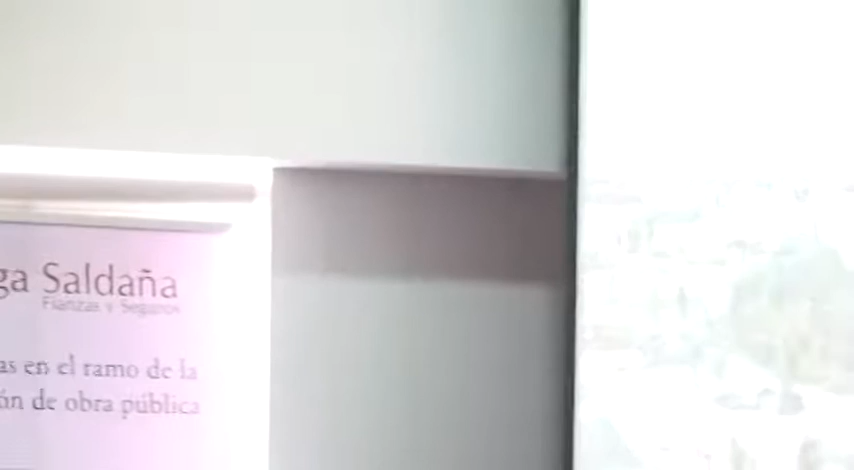 ga Saldaña
Fianzas y Seguros
as en el ramo de la
ón de obra pública